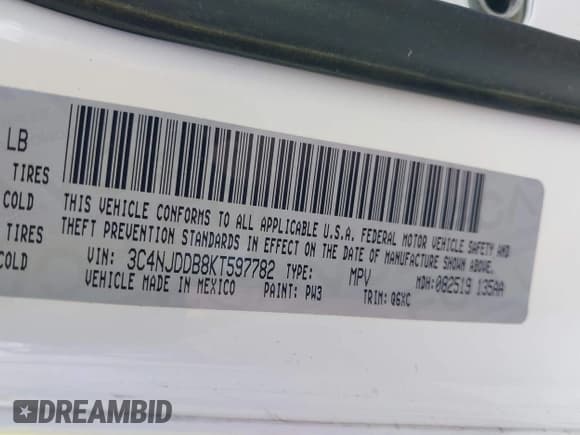 LB
TIRES
COLD
TIRES
COLD
THIS VEHICLE CONFORMS TO ALL APPLICABLE U.S.A. FEDERAL MOTOR VEHICLE SAFETY AND
THEFT PREVENTION STANDARDS IN EFFECT ON THE DATE OF MANUFACTURE SHOWN ABOVE.
VIN: 3C4NJDDB8KT597782 TYPE: MPV MDH: 082519 135AA
VEHICLE MADE IN MEXICO PAINT: PW3 TRIM: Q6XC
DREAMBID